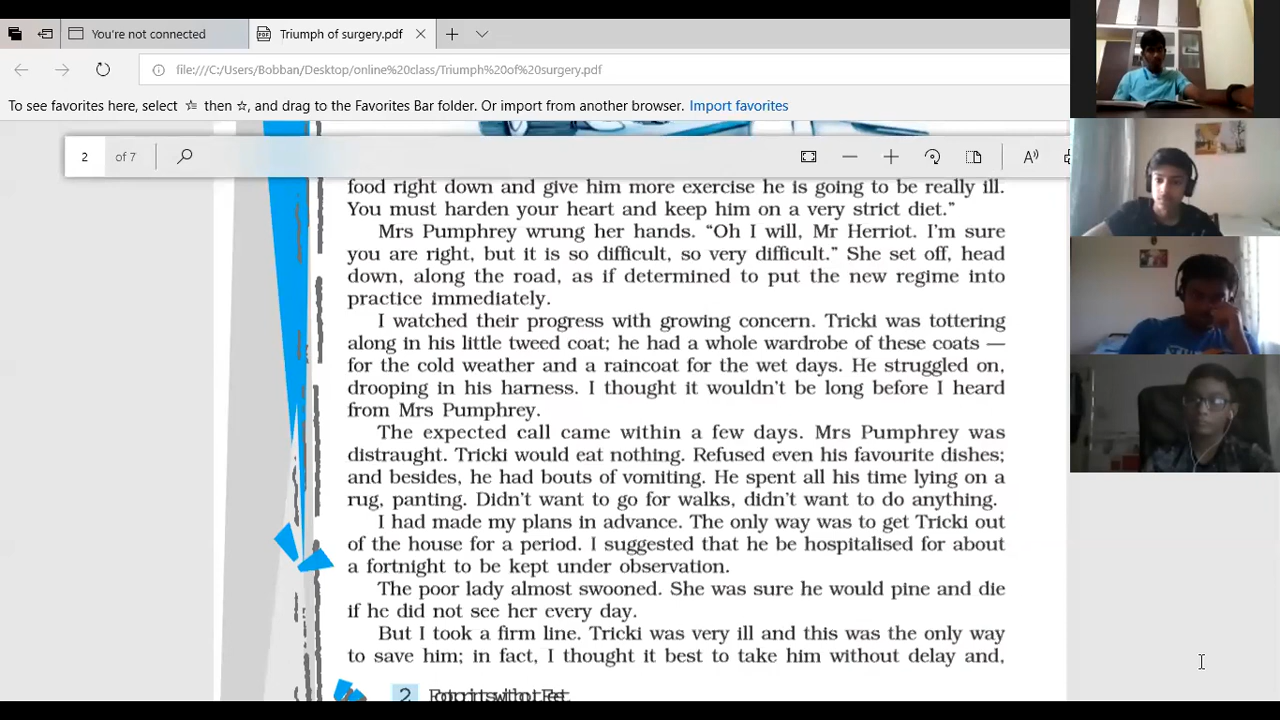 You're not connected
Triumph of surgery.pdf
file:///C:/Users/Bobban/Desktop/online%20class/Triumph%20of%20surgery.pdf
To see favorites here, select then , and drag to the Favorites Bar folder. Or import from another browser. Import favorites
2 of 7
food right down and give him more exercise he is going to be really ill.
You must harden your heart and keep him on a very strict diet.”
Mrs Pumphrey wrung her hands. “Oh I will, Mr Herriot. I'm sure
you are right, but it is so difficult, so very difficult.” She set off, head
down, along the road, as if determined to put the new regime into
practice immediately.
I watched their progress with growing concern. Tricki was tottering
along in his little tweed coat; he had a whole wardrobe of these coats —
for the cold weather and a raincoat for the wet days. He struggled on,
drooping in his harness. I thought it wouldn't be long before I heard
from Mrs Pumphrey.
The expected call came within a few days. Mrs Pumphrey was
distraught. Tricki would eat nothing. Refused even his favourite dishes;
and besides, he had bouts of vomiting. He spent all his time lying on a
rug, panting. Didn't want to go for walks, didn't want to do anything.
I had made my plans in advance. The only way was to get Tricki out
of the house for a period. I suggested that he be hospitalised for about
a fortnight to be kept under observation.
The poor lady almost swooned. She was sure he would pine and die
if he did not see her every day.
But I took a firm line. Tricki was very ill and this was the only way
to save him; in fact, I thought it best to take him without delay and,
2